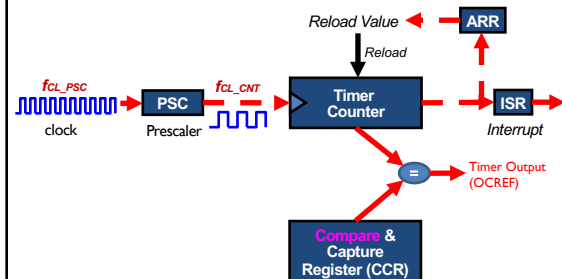 Reload Value
ARR
Reload
fCL_PSC
fCL_CNT
PSC
Timer
Counter
ISR
clock
Prescaler
Interrupt
=
Timer Output
(OCREF)
Compare &
Capture
Register (CCR)